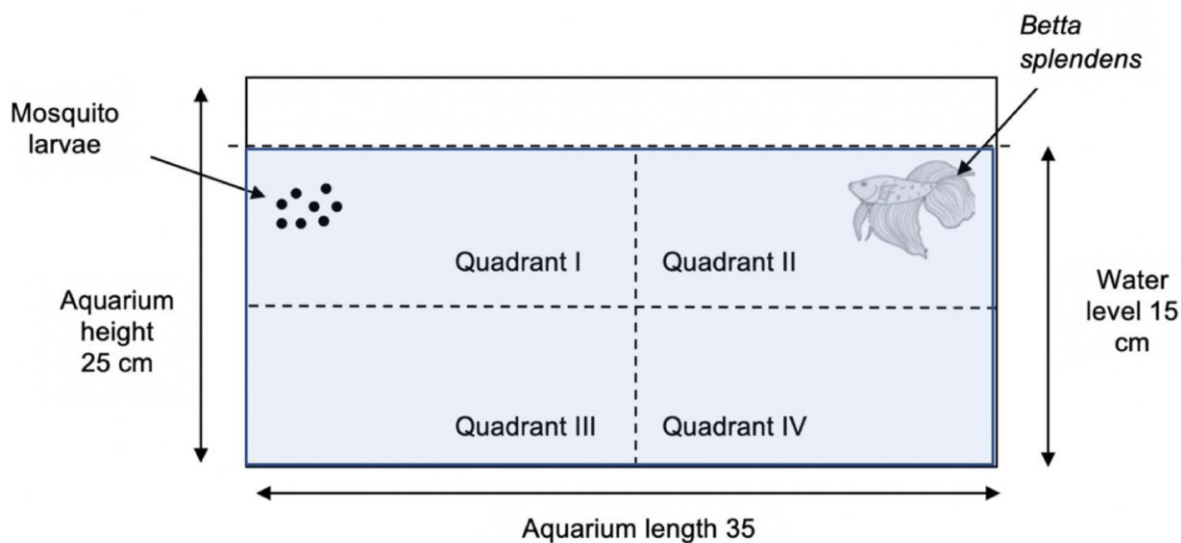 Betta
splendens
Mosquito
larvae
Quadrant I
Quadrant II
Aquarium
height
25 cm
Water
level 15
cm
Quadrant III
Quadrant IV
Aquarium length 35